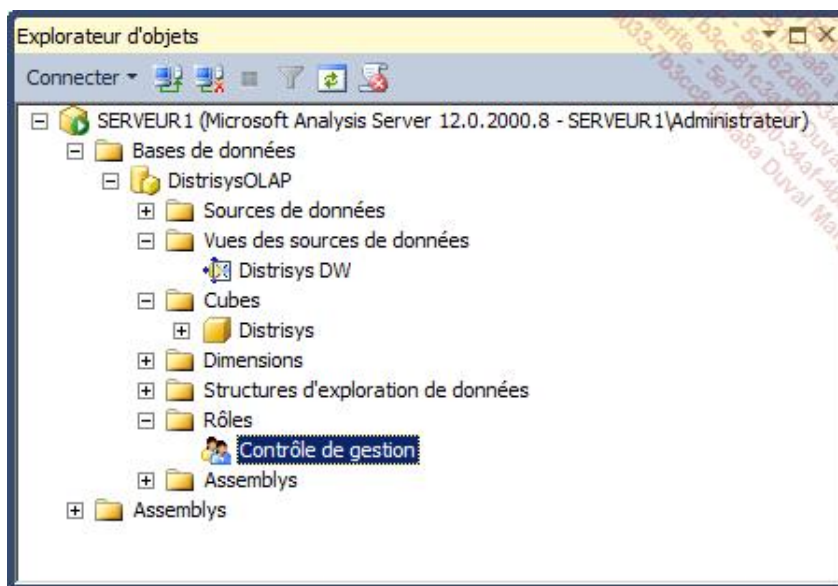 Explorateur d'objets
Connecter
SERVEUR1 (Microsoft Analysis Server 12.0.2000.8 - SERVEUR1\Administrateur)
Bases de données
DistrisysOLAP
Sources de données
Vues des sources de données
Distrisys DW
Cubes
Distrisys
Dimensions
Structures d'exploration de données
Rôles
Contrôle de gestion
Assemblys
Assemblys